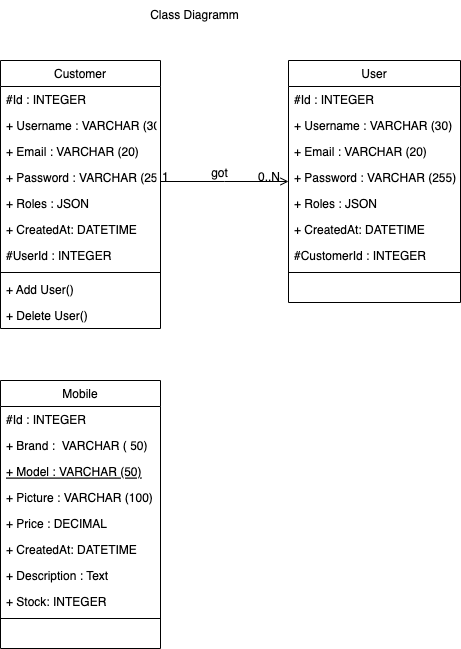 Class Diagramm
Customer
#Id : INTEGER
+ Username : VARCHAR (30
+ Email : VARCHAR (20)
+ Password : VARCHAR (25
+ Roles : JSON
+ CreatedAt: DATETIME
#UserId : INTEGER
+ Add User()
+ Delete User()
1
got
0..N
User
#Id : INTEGER
+ Username : VARCHAR (30)
+ Email : VARCHAR (20)
+ Password : VARCHAR (255)
+ Roles : JSON
+ CreatedAt: DATETIME
#CustomerId : INTEGER
Mobile
#Id : INTEGER
+ Brand :  VARCHAR ( 50)
+ Model : VARCHAR (50)
+ Picture : VARCHAR (100)
+ Price : DECIMAL
+ CreatedAt: DATETIME
+ Description : Text
+ Stock: INTEGER